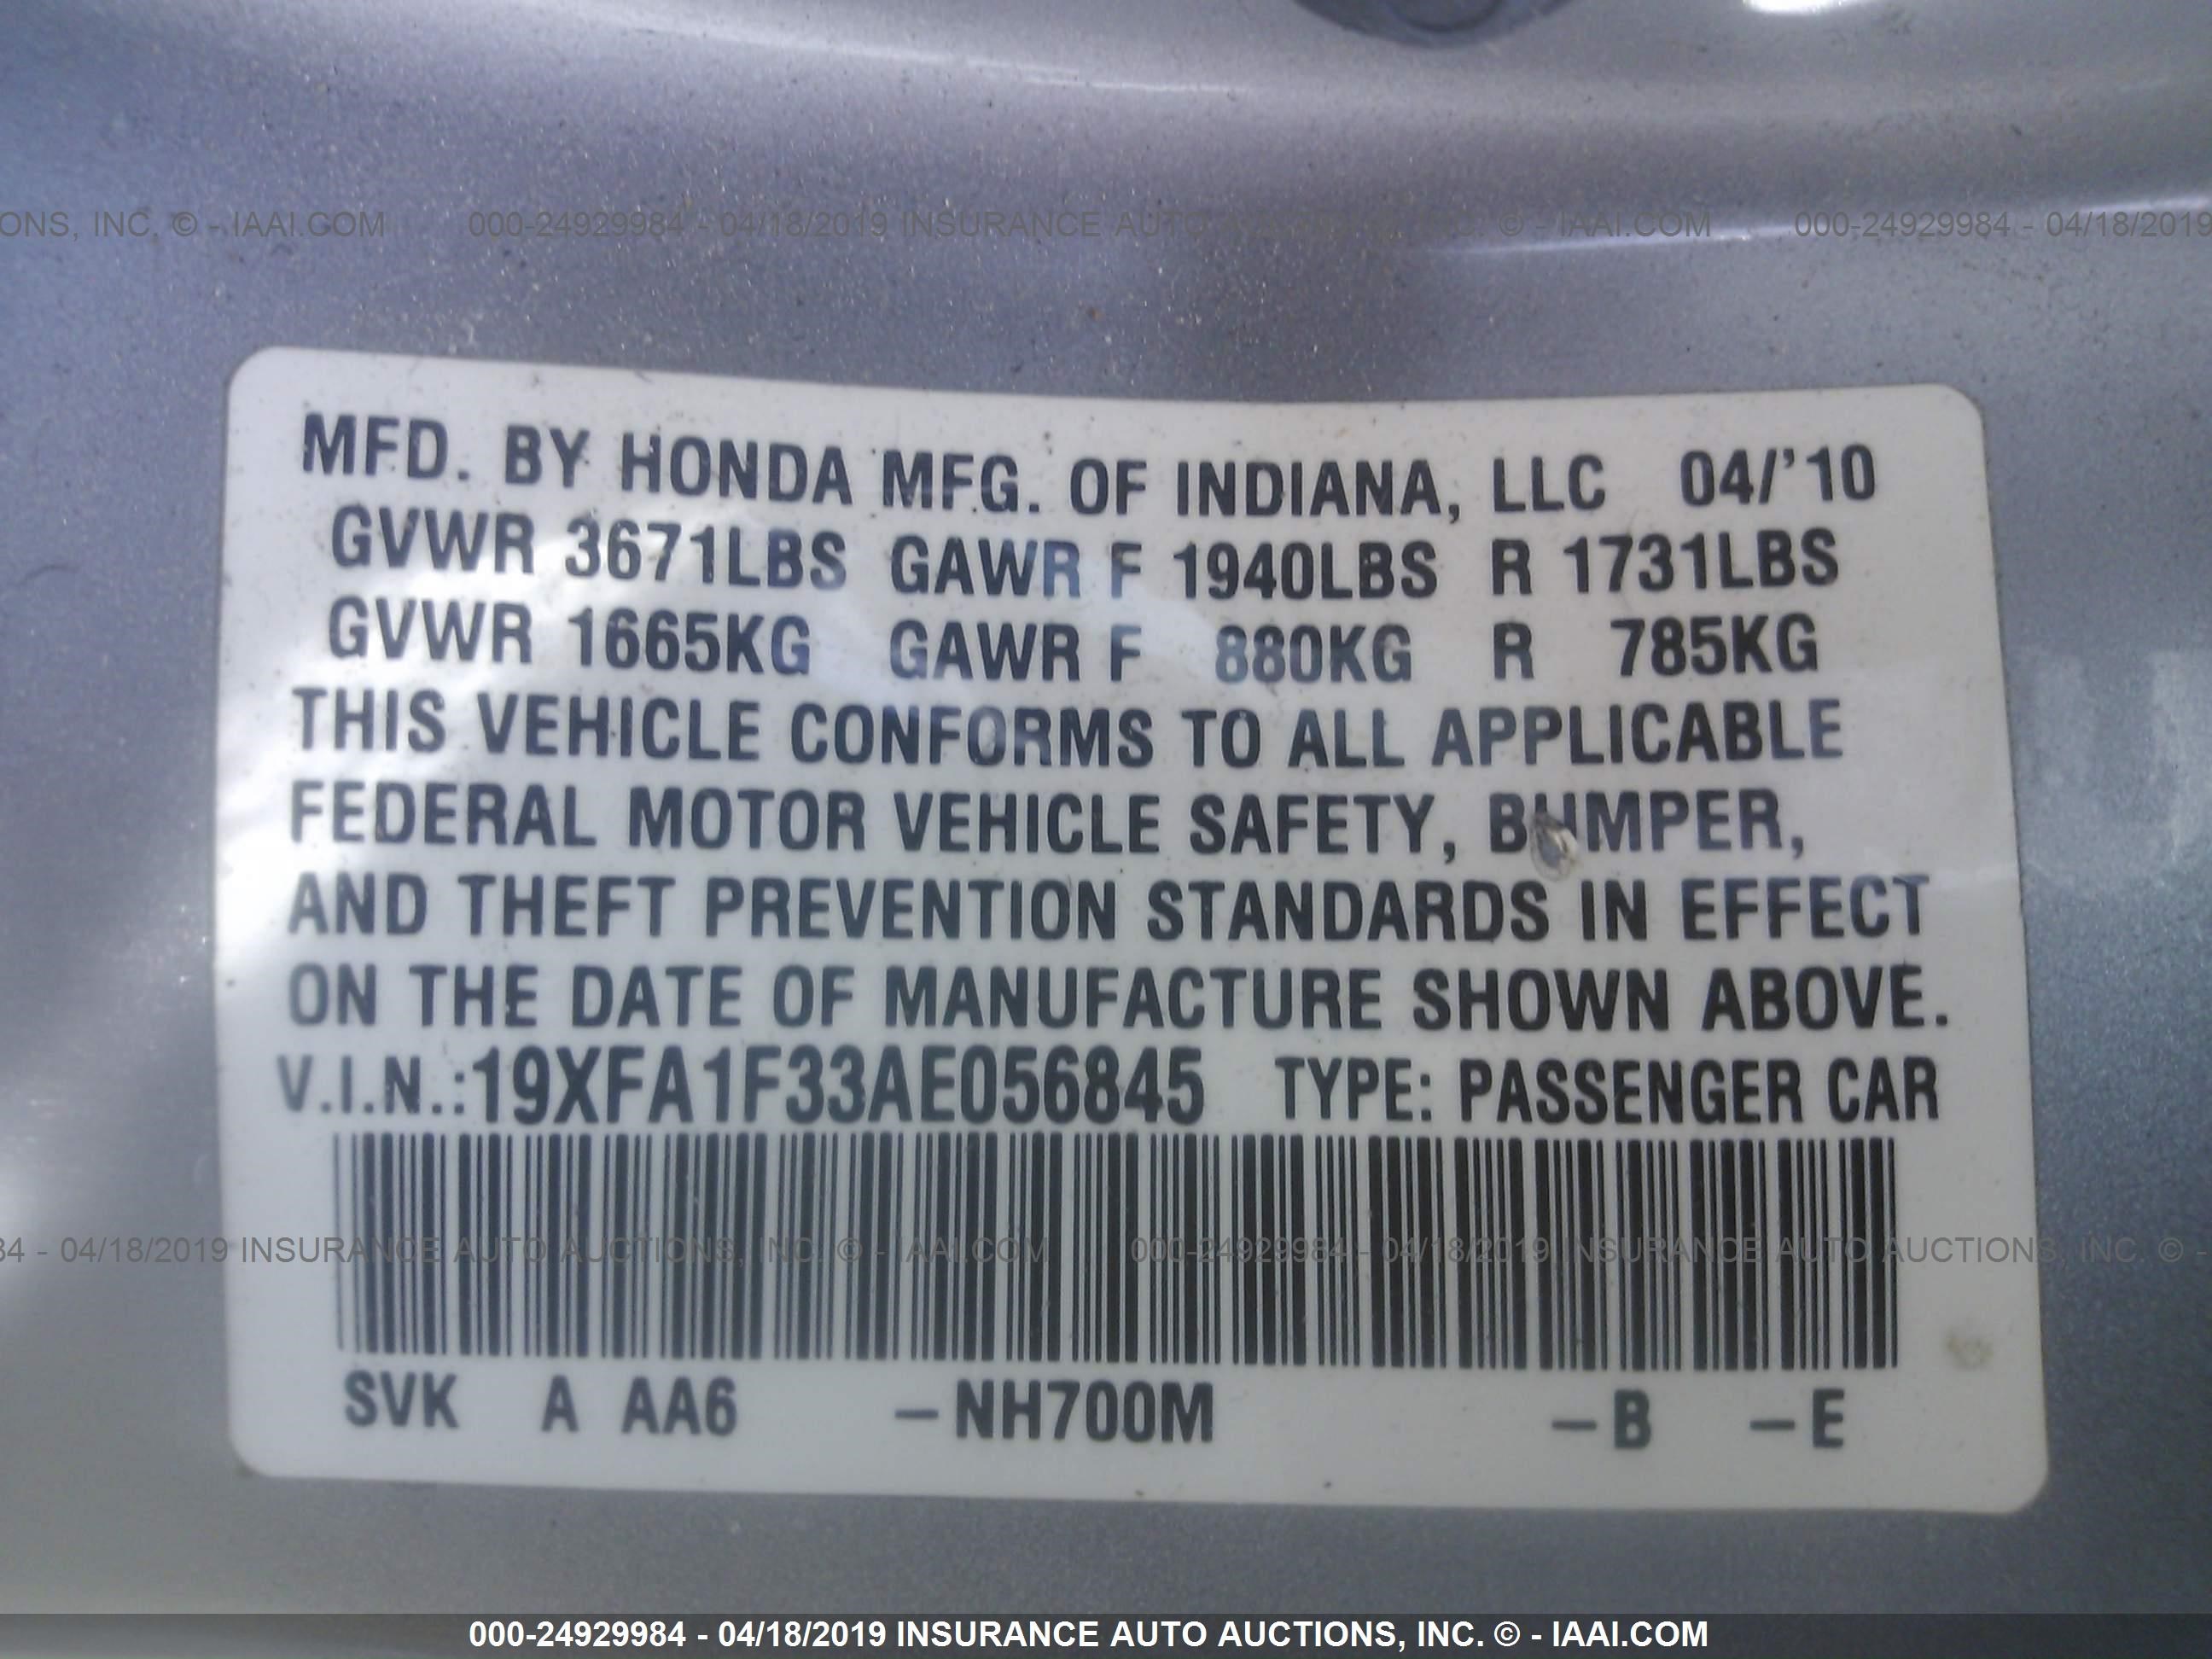 ONS, INC. © - IAAI.COM 000-24929984 - 04/18/2019 INSURANCE AUTO AUCTIONS, INC. © - IAAI.COM 000-24929984 - 04/18/2019
MFD. BY HONDA MFG. OF INDIANA, LLC 04/'10
GVWR 3671LBS GAWR F 1940LBS R 1731LBS
GVWR 1665KG GAWR F 880KG R 785KG
THIS VEHICLE CONFORMS TO ALL APPLICABLE
FEDERAL MOTOR VEHICLE SAFETY, BUMPER,
AND THEFT PREVENTION STANDARDS IN EFFECT
ON THE DATE OF MANUFACTURE SHOWN ABOVE.
V.I.N.:19XFA1F33AE056845 TYPE: PASSENGER CAR
84 - 04/18/2019 INSURANCE AUTO AUCTIONS, INC. © - IAAI.COM 000-24929984 - 04/18/2019 INSURANCE AUTO AUCTIONS, INC. © -
SVK A AA6 -NH700M -B -E
000-24929984 - 04/18/2019 INSURANCE AUTO AUCTIONS, INC. © - IAAI.COM